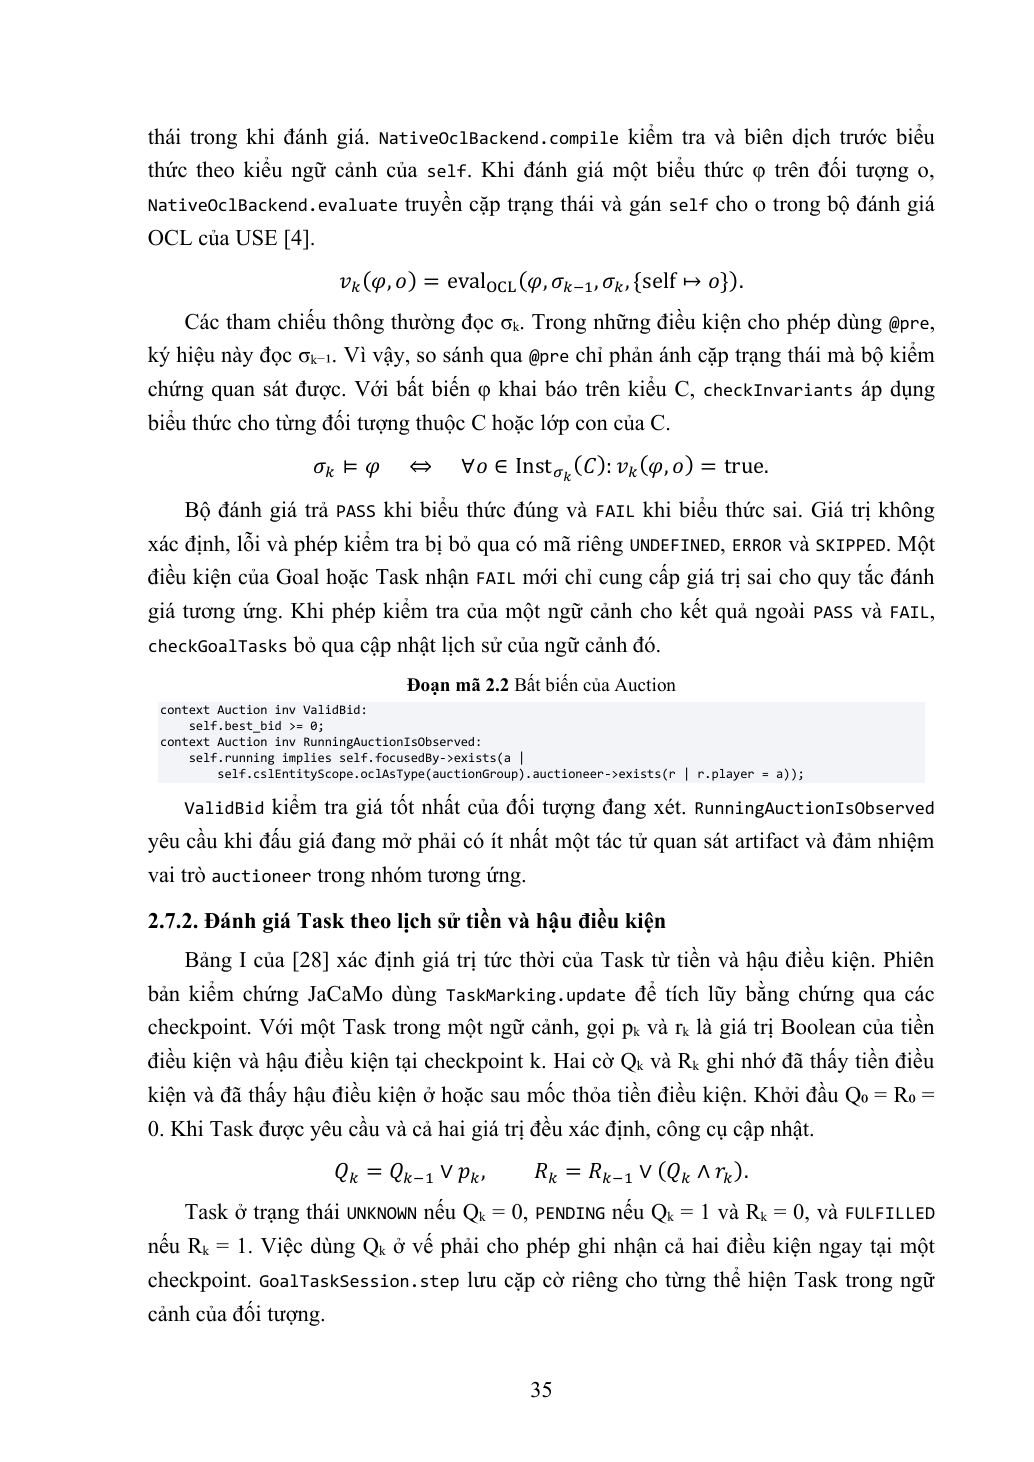 thái trong khi đánh giá. NativeOclBackend.compile kiểm tra và biên dịch trước biểu
thức theo kiểu ngữ cảnh của self. Khi đánh giá một biểu thức φ trên đối tượng o,
NativeOclBackend.evaluate truyền cặp trạng thái và gán self cho o trong bộ đánh giá
OCL của USE [4].
𝑣ₖ(φ, o) = eval_OCL(φ, σₖ₋₁, σₖ, {self ↦ o}).
Các tham chiếu thông thường đọc σₖ. Trong những điều kiện cho phép dùng @pre,
ký hiệu này đọc σₖ₋₁. Vì vậy, so sánh qua @pre chỉ phản ánh cặp trạng thái mà bộ kiểm
chứng quan sát được. Với bất biến φ khai báo trên kiểu C, checkInvariants áp dụng
biểu thức cho từng đối tượng thuộc C hoặc lớp con của C.
σₖ ⊨ φ ⇔ ∀o ∈ Inst_σₖ(C): 𝑣ₖ(φ, o) = true.
Bộ đánh giá trả PASS khi biểu thức đúng và FAIL khi biểu thức sai. Giá trị không
xác định, lỗi và phép kiểm tra bị bỏ qua có mã riêng UNDEFINED, ERROR và SKIPPED. Một
điều kiện của Goal hoặc Task nhận FAIL mới chỉ cung cấp giá trị sai cho quy tắc đánh
giá tương ứng. Khi phép kiểm tra của một ngữ cảnh cho kết quả ngoài PASS và FAIL,
checkGoalTasks bỏ qua cập nhật lịch sử của ngữ cảnh đó.
Đoạn mã 2.2 Bất biến của Auction
context Auction inv ValidBid:
    self.best_bid >= 0;
context Auction inv RunningAuctionIsObserved:
    self.running implies self.focusedBy->exists(a |
        self.cslEntityScope.oclAsType(auctionGroup).auctioneer->exists(r | r.player = a));
ValidBid kiểm tra giá tốt nhất của đối tượng đang xét. RunningAuctionIsObserved
yêu cầu khi đấu giá đang mở phải có ít nhất một tác tử quan sát artifact và đảm nhiệm
vai trò auctioneer trong nhóm tương ứng.
2.7.2. Đánh giá Task theo lịch sử tiền và hậu điều kiện
Bảng I của [28] xác định giá trị tức thời của Task từ tiền và hậu điều kiện. Phiên
bản kiểm chứng JaCaMo dùng TaskMarking.update để tích lũy bằng chứng qua các
checkpoint. Với một Task trong một ngữ cảnh, gọi pₖ và rₖ là giá trị Boolean của tiền
điều kiện và hậu điều kiện tại checkpoint k. Hai cờ Qₖ và Rₖ ghi nhớ đã thấy tiền điều
kiện và đã thấy hậu điều kiện ở hoặc sau mốc thỏa tiền điều kiện. Khởi đầu Q₀ = R₀ =
0. Khi Task được yêu cầu và cả hai giá trị đều xác định, công cụ cập nhật.
Qₖ = Qₖ₋₁ ∨ pₖ, Rₖ = Rₖ₋₁ ∨ (Qₖ ∧ rₖ).
Task ở trạng thái UNKNOWN nếu Qₖ = 0, PENDING nếu Qₖ = 1 và Rₖ = 0, và FULFILLED
nếu Rₖ = 1. Việc dùng Qₖ ở vế phải cho phép ghi nhận cả hai điều kiện ngay tại một
checkpoint. GoalTaskSession.step lưu cặp cờ riêng cho từng thể hiện Task trong ngữ
cảnh của đối tượng.
35